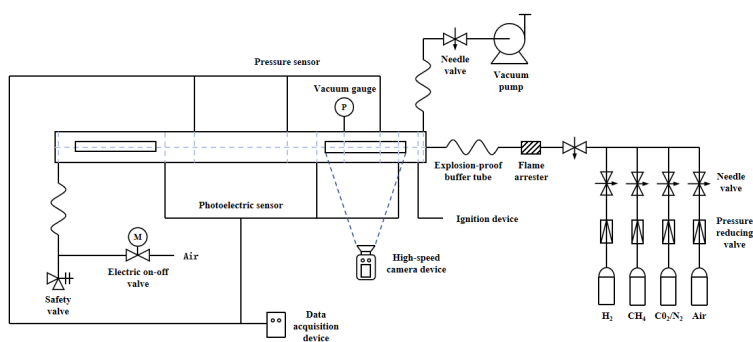 Pressure sensor
Needle
valve
Vacuum
pump
Vacuum gauge
P
Explosion-proof
buffer tube
Flame
arrester
Needle
valve
Photoelectric sensor
Ignition device
Pressure
reducing
valve
M
Air
Electric on-off
valve
High-speed
camera device
Safety
valve
Data
acquisition
device
H₂
CH₄
CO₂/N₂
Air